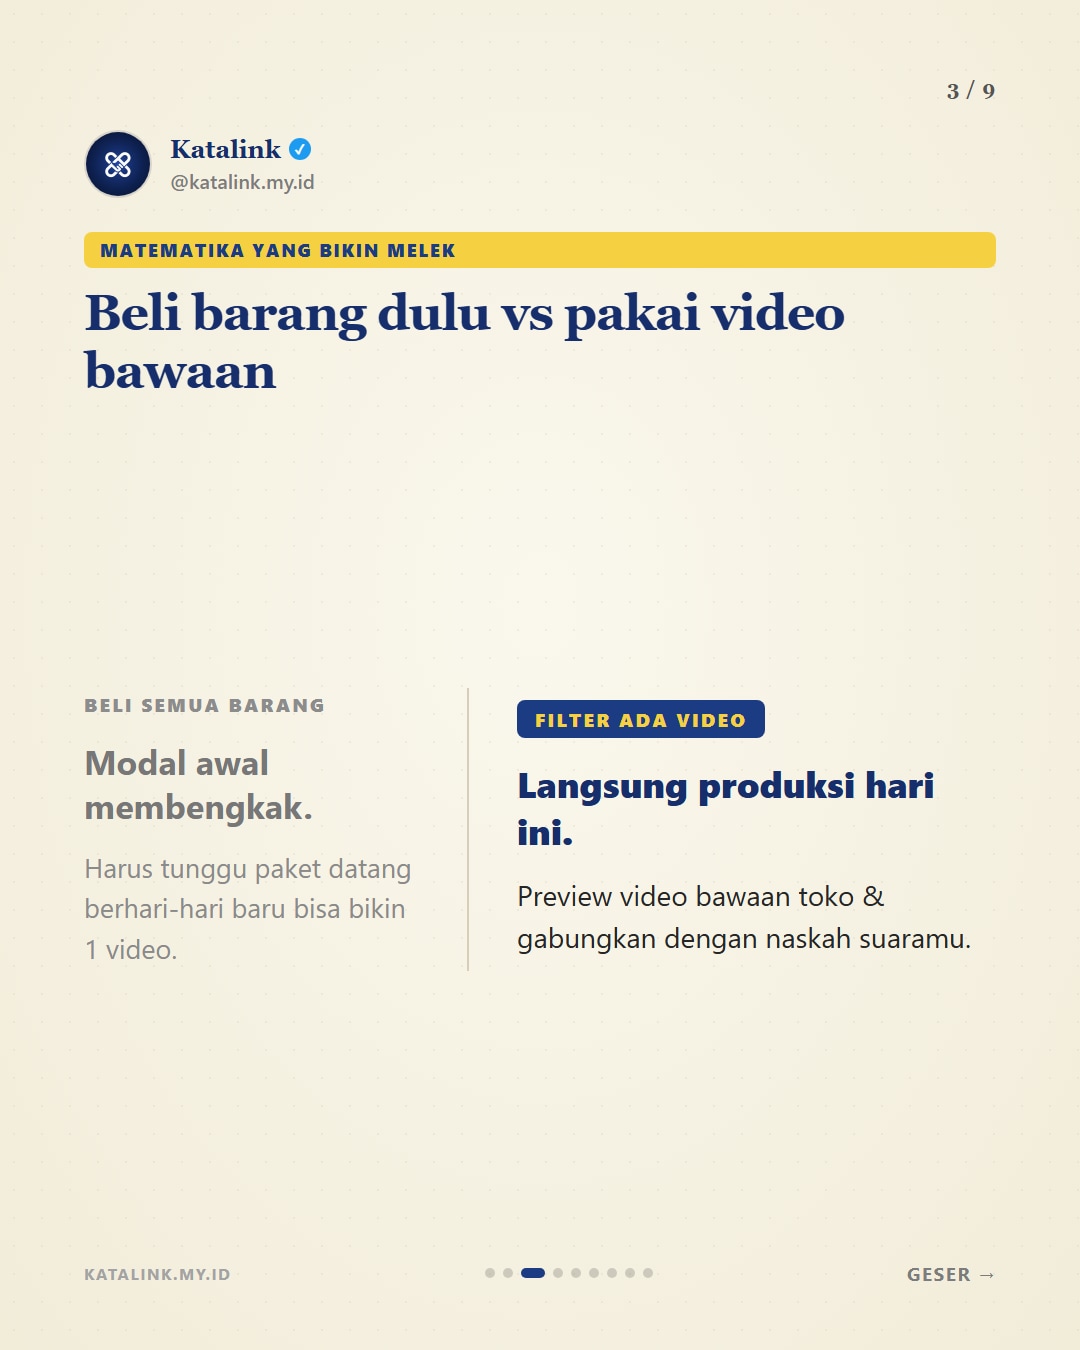 3 / 9
Katalink
@katalink.my.id
MATEMATIKA YANG BIKIN MELEK
Beli barang dulu vs pakai video
bawaan
BELI SEMUA BARANG
Modal awal
membengkak.
Harus tunggu paket datang
berhari-hari baru bisa bikin
1 video.
FILTER ADA VIDEO
Langsung produksi hari
ini.
Preview video bawaan toko &
gabungkan dengan naskah suaramu.
KATALINK.MY.ID
GESER →